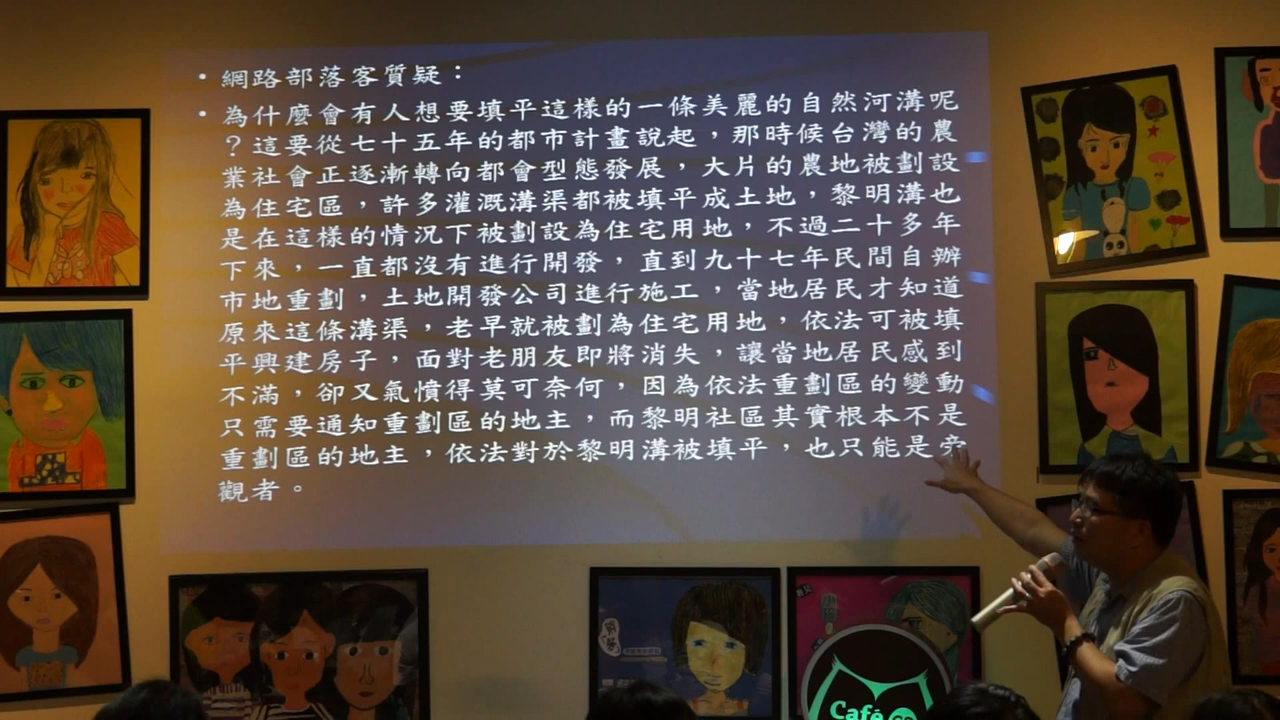 • 網路部落客質疑：
• 為什麼會有人想要填平這樣的一條美麗的自然河溝呢
？這要從七十五年的都市計畫說起，那時候台灣的農
業社會正逐漸轉向都會型態發展，大片的農地被劃設
為住宅區，許多灌溉溝渠都被填平成土地，黎明溝也
是在這樣的情況下被劃設為住宅用地，不過二十多年
下來，一直都沒有進行開發，直到九十七年民間自辦
市地重劃，土地開發公司進行施工，當地居民才知道
原來這條溝渠，老早就被劃為住宅用地，依法可被填
平興建房子，面對老朋友即將消失，讓當地居民感到
不滿，卻又氣憤得莫可奈何，因為依法重劃區的變動
只需要通知重劃區的地主，而黎明社區其實根本不是
重劃區的地主，依法對於黎明溝被填平，也只能是旁
觀者。
Café